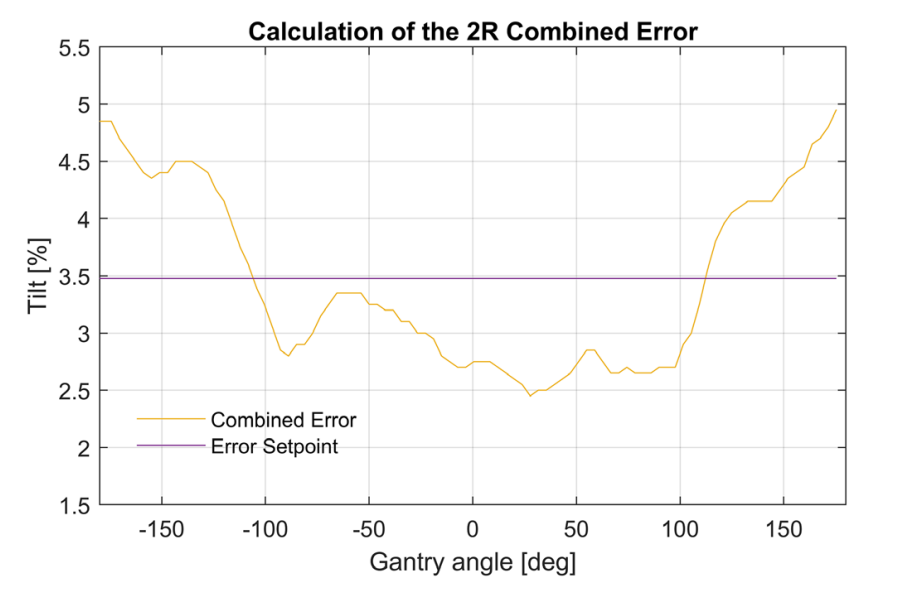 Calculation of the 2R Combined Error
5.5
5
4.5
4
3.5
3
2.5
2
1.5
Tilt [%]
Combined Error
Error Setpoint
-150 -100 -50 0 50 100 150
Gantry angle [deg]